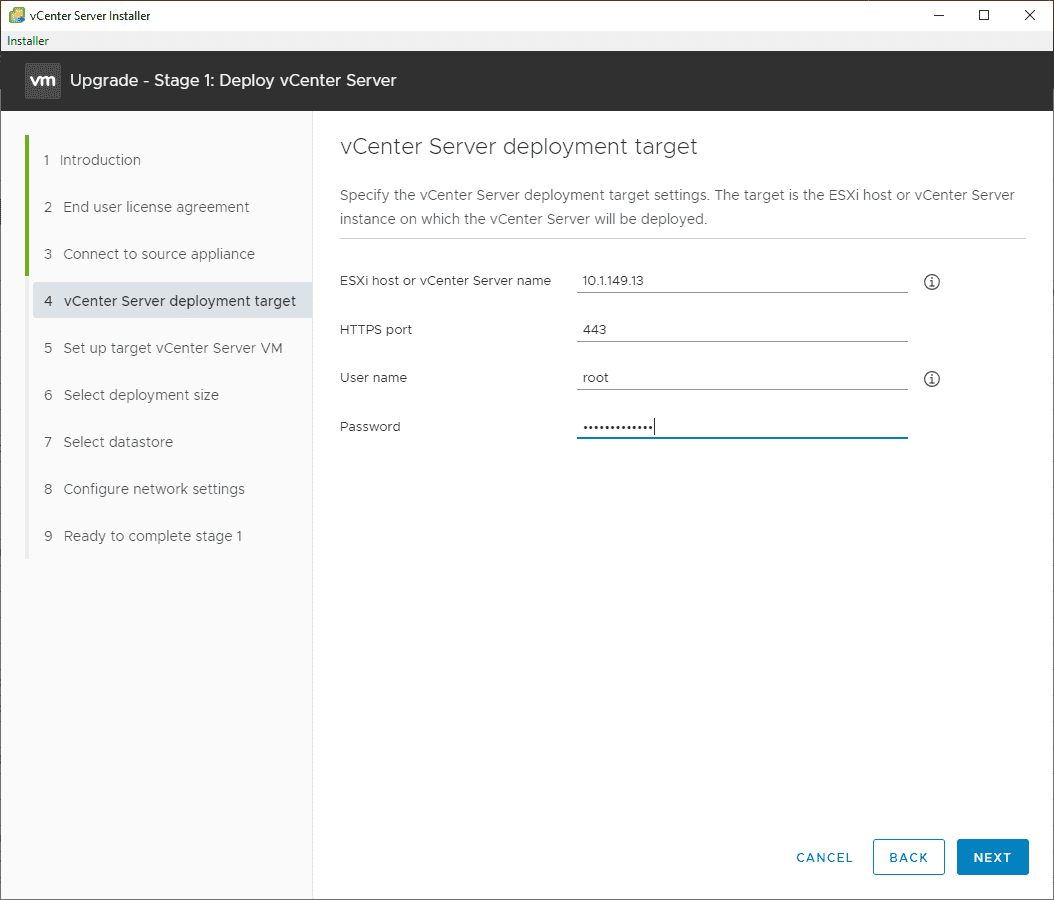 vCenter Server Installer
Installer
vm Upgrade - Stage 1: Deploy vCenter Server
1 Introduction
2 End user license agreement
3 Connect to source appliance
4 vCenter Server deployment target
5 Set up target vCenter Server VM
6 Select deployment size
7 Select datastore
8 Configure network settings
9 Ready to complete stage 1
vCenter Server deployment target
Specify the vCenter Server deployment target settings. The target is the ESXi host or vCenter Server
instance on which the vCenter Server will be deployed.
ESXi host or vCenter Server name 10.1.149.13
HTTPS port 443
User name root
Password •••••••••••••
CANCEL BACK NEXT